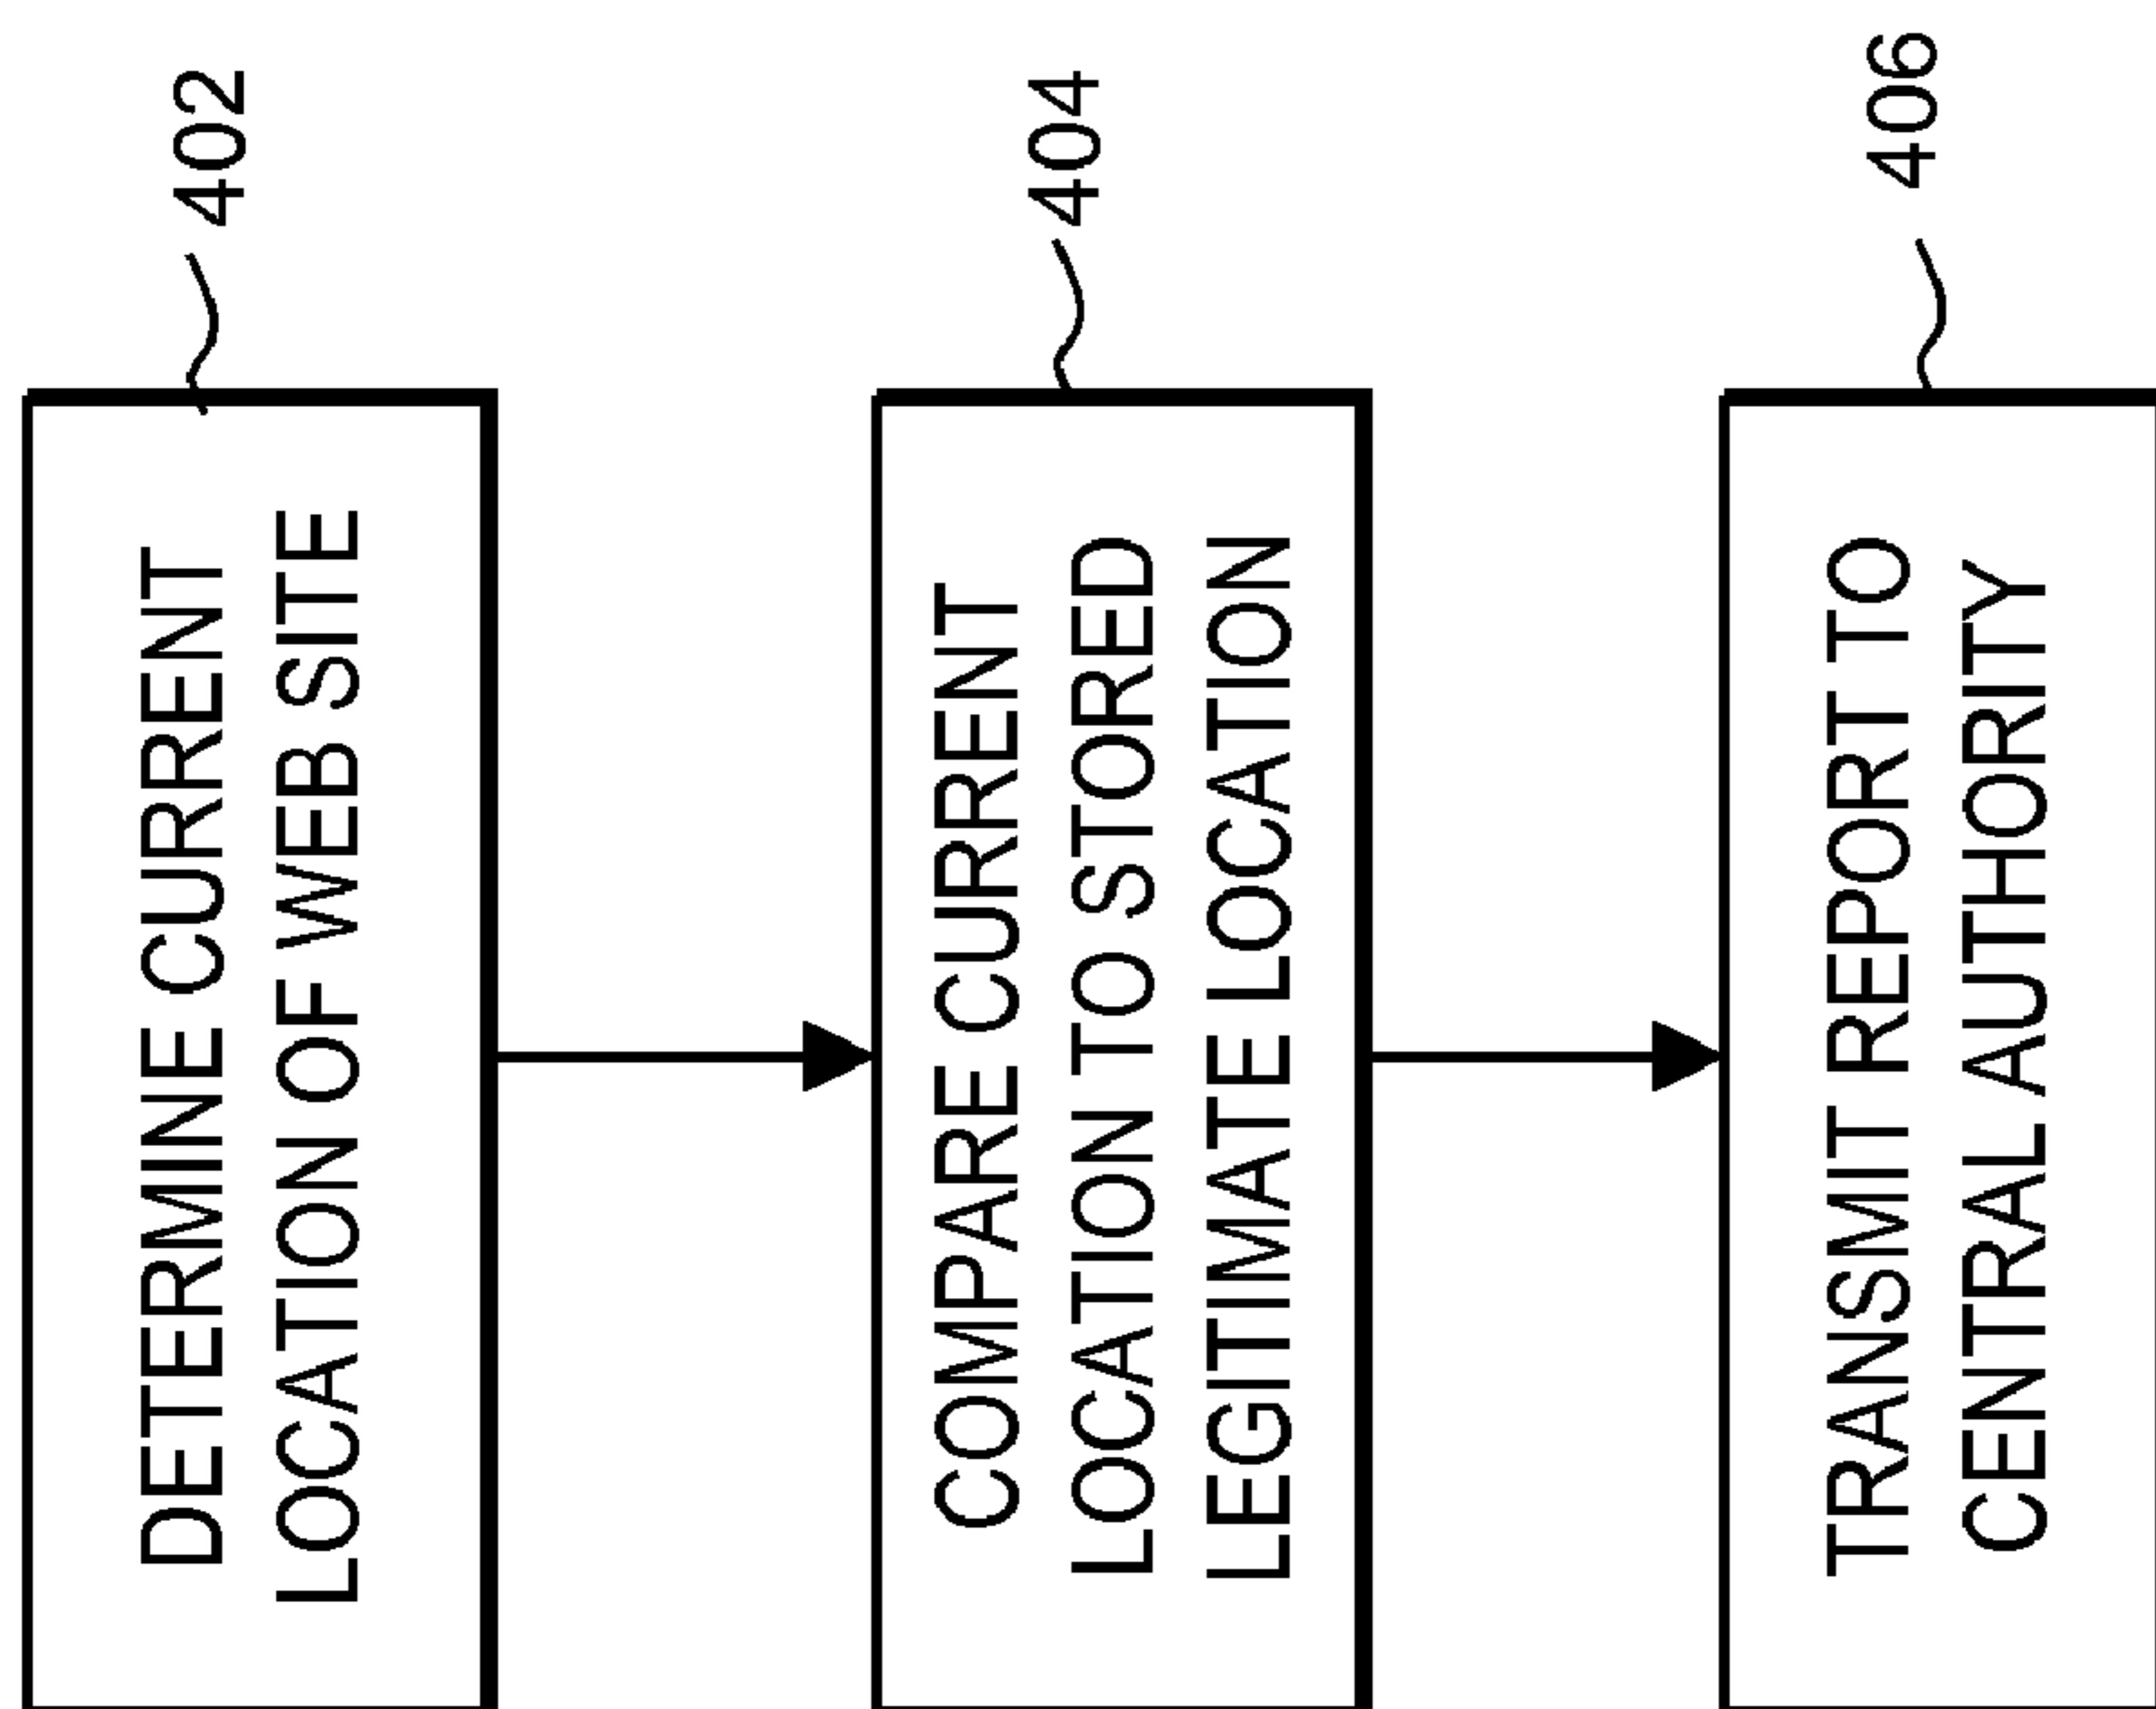 DETERMINE CURRENT
LOCATION OF WEB SITE
402
COMPARE CURRENT
LOCATION TO STORED
LEGITIMATE LOCATION
404
TRANSMIT REPORT TO
CENTRAL AUTHORITY
406